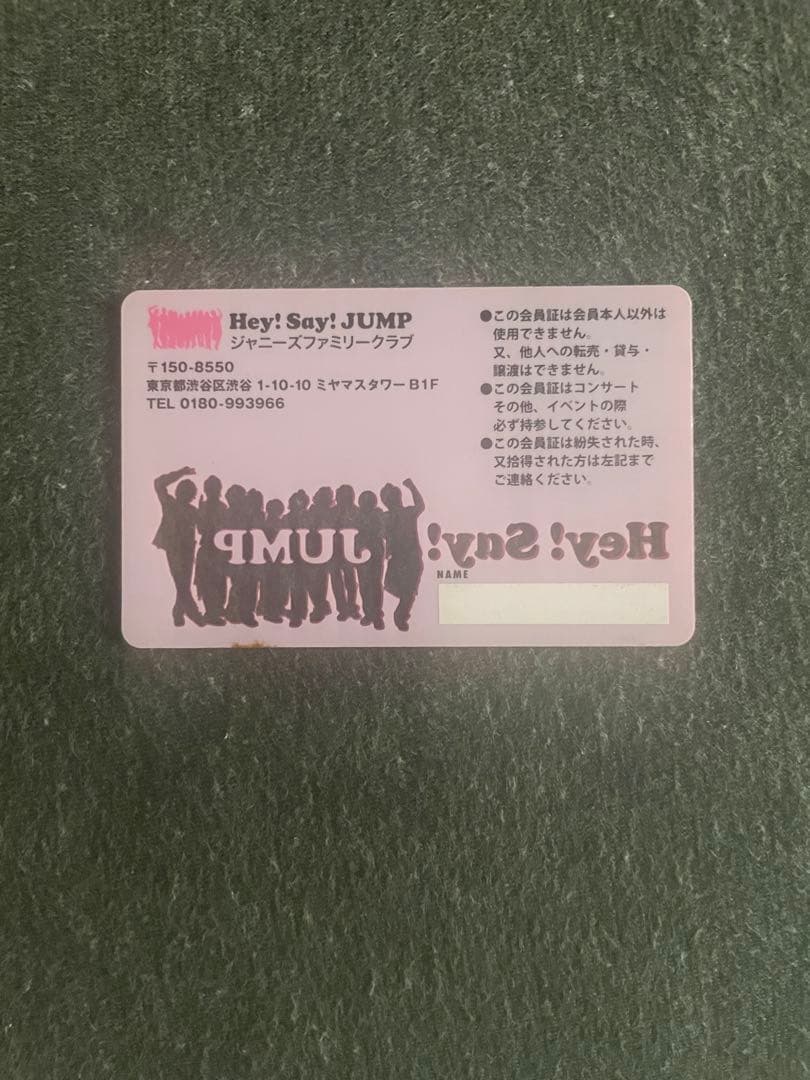 Hey! Say! JUMP
ジャニーズファミリークラブ
〒150-8550
東京都渋谷区渋谷 1-10-10 ミヤマスタワー B1F
TEL 0180-993966
●この会員証は会員本人以外は
使用できません。
又、他人への転売・貸与・
譲渡はできません。
●この会員証はコンサート
その他、イベントの際
必ず持参してください。
●この会員証は紛失された時、
又拾得された方は左記まで
ご連絡ください。
Hey! Say!
JUMP
NAME